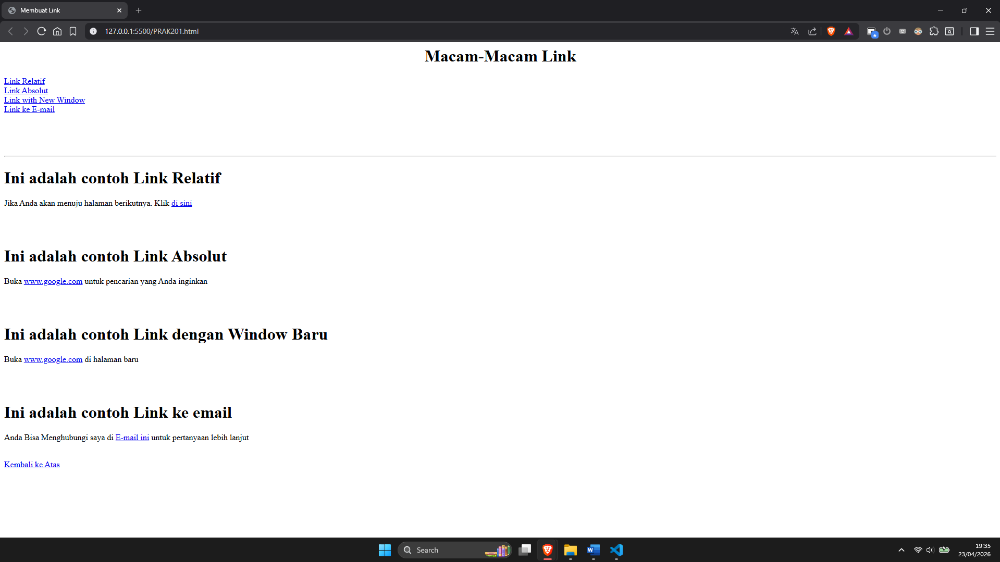 Membuat Link
127.0.0.1:5500/PRAK201.html
Macam-Macam Link
Link Relatif
Link Absolut
Link with New Window
Link ke E-mail
Ini adalah contoh Link Relatif
Jika Anda akan menuju halaman berikutnya. Klik di sini
Ini adalah contoh Link Absolut
Buka www.google.com untuk pencarian yang Anda inginkan
Ini adalah contoh Link dengan Window Baru
Buka www.google.com di halaman baru
Ini adalah contoh Link ke email
Anda Bisa Menghubungi saya di E-mail ini untuk pertanyaan lebih lanjut
Kembali ke Atas
Search
19:35
23/04/2026